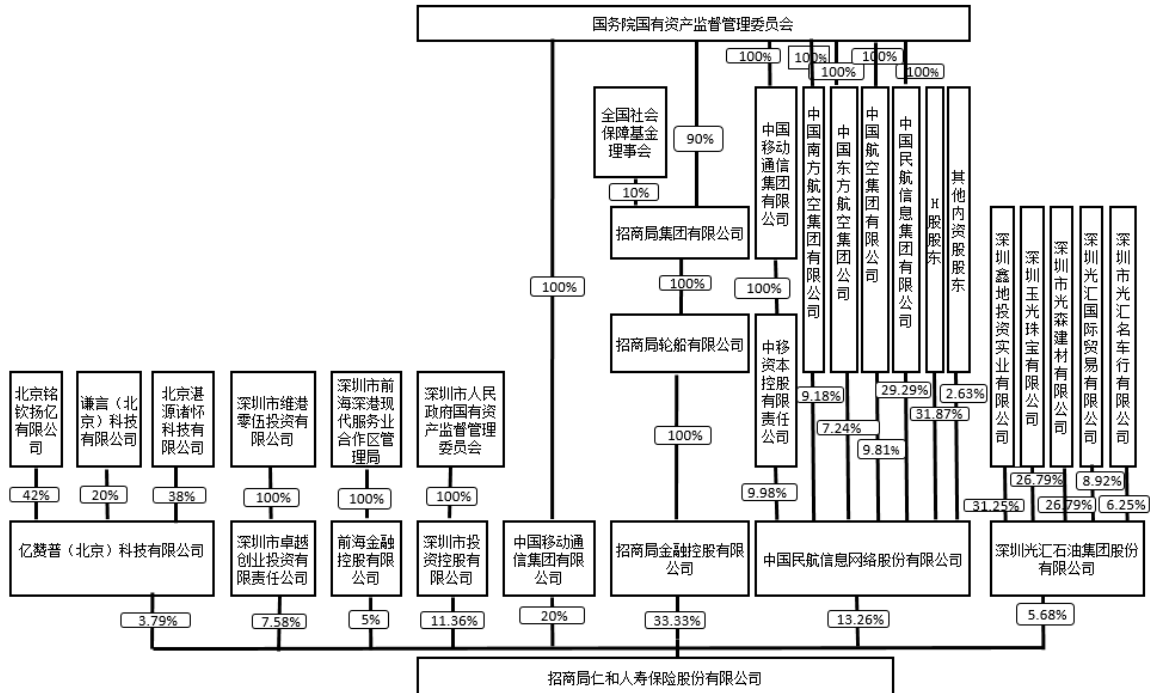 国务院国有资产监督管理委员会
100%
100%
100%
100%
100%
全国社会
保障基金
理事会
90%
10%
招商局集团有限公司
中国移动通信集团有限公司
中国南方航空集团有限公司
中国东方航空集团公司
中国航空集团有限公司
中国民航信息集团有限公司
H股股东
其他内资股股东
深圳鑫地投资实业有限公司
深圳玉光珠宝有限公司
深圳市光森建材有限公司
深圳光汇国际贸易有限公司
深圳市光汇名车行有限公司
100%
100%
100%
招商局轮船有限公司
中移资本控股有限责任公司
北京铭
钦扬亿
有限公
司
谦言（北
京）科技
有限公司
北京湛
源诸怀
科技有
限公司
深圳市维港
零伍投资有
限公司
深圳市前
海深港现
代服务业
合作区管
理局
深圳市人民
政府国有资
产监督管理
委员会
100%
9.18%
7.24%
9.81%
29.29%
31.87%
2.63%
42%
20%
38%
100%
100%
100%
9.98%
31.25%
26.79%
26.79%
8.92%
6.25%
亿赞普（北京）科技有限公司
深圳市卓越
创业投资有
限责任公司
前海金融
控股有限
公司
深圳市投
资控股有
限公司
中国移动通
信集团有限
公司
招商局金融控股有限
公司
中国民航信息网络股份有限公司
深圳光汇石油集团股份
有限公司
3.79%
7.58%
5%
11.36%
20%
33.33%
13.26%
5.68%
招商局仁和人寿保险股份有限公司